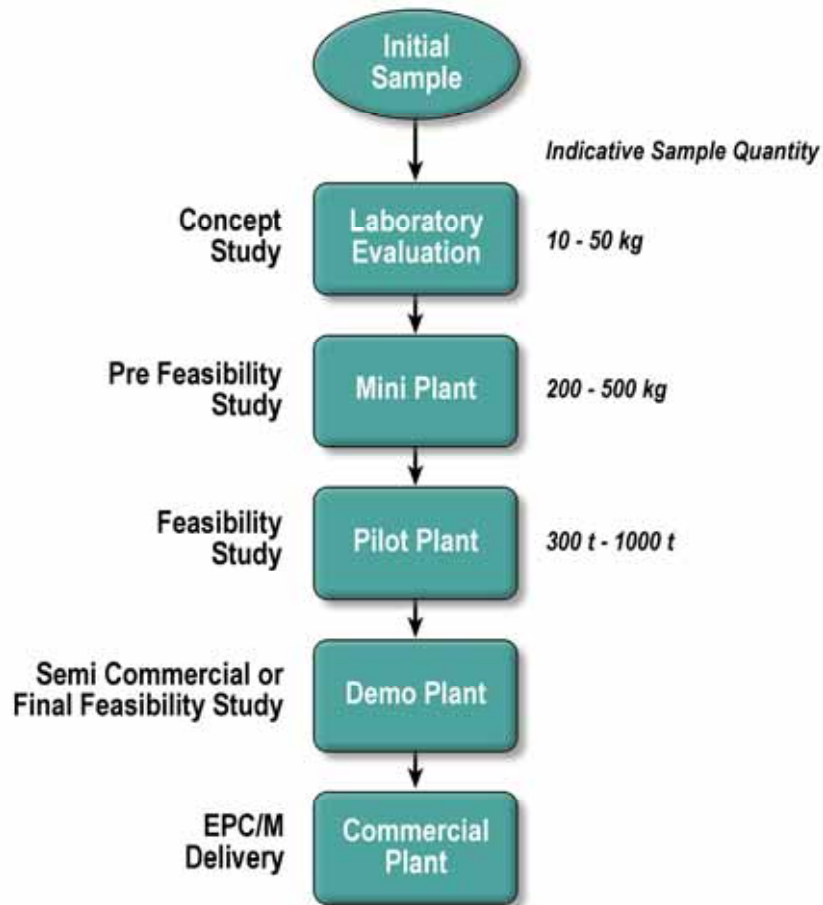 Initial
Sample
Indicative Sample Quantity
Concept
Study
Laboratory
Evaluation
10 - 50 kg
Pre Feasibility
Study
Mini Plant
200 - 500 kg
Feasibility
Study
Pilot Plant
300 t - 1000 t
Semi Commercial or
Final Feasibility Study
Demo Plant
EPC/M
Delivery
Commercial
Plant